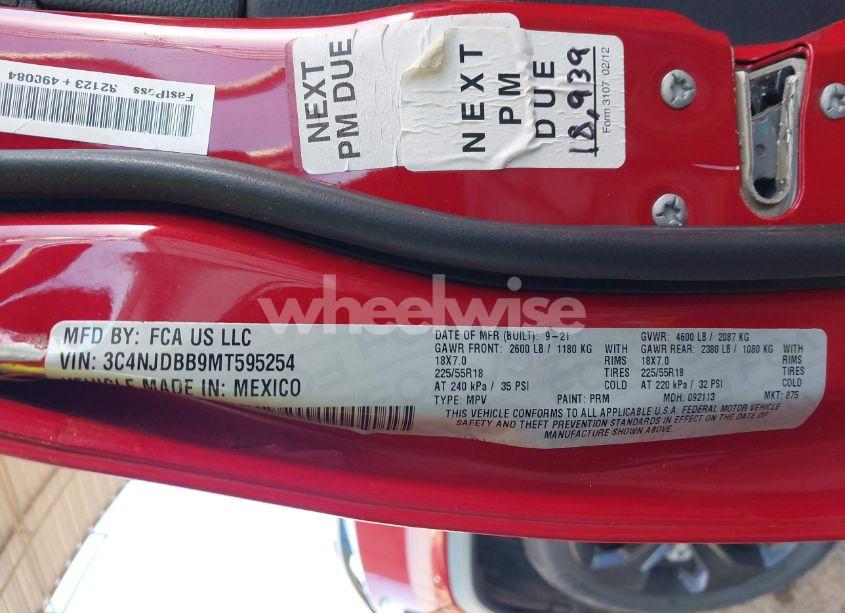 FastPass
92123 + 490084
NEXT
PM DUE
NEXT
PM
DUE
18,939
Form 3107 02/12
wheelwise
MFD BY: FCA US LLC
VIN: 3C4NJDBB9MT595254
VEHICLE MADE IN: MEXICO
DATE OF MFR (BUILT): 9-21
GVWR: 4600 LB / 2087 KG
GAWR FRONT: 2600 LB / 1180 KG WITH
GAWR REAR: 2380 LB / 1080 KG WITH
18X7.0 RIMS
18X7.0 RIMS
225/55R18 TIRES
225/55R18 TIRES
AT 240 kPa / 35 PSI COLD
AT 220 kPa / 32 PSI COLD
TYPE: MPV PAINT: PRM MDH: 092113 MKT: 875
THIS VEHICLE CONFORMS TO ALL APPLICABLE U.S.A. FEDERAL MOTOR VEHICLE
SAFETY AND THEFT PREVENTION STANDARDS IN EFFECT ON THE DATE OF
MANUFACTURE SHOWN ABOVE.